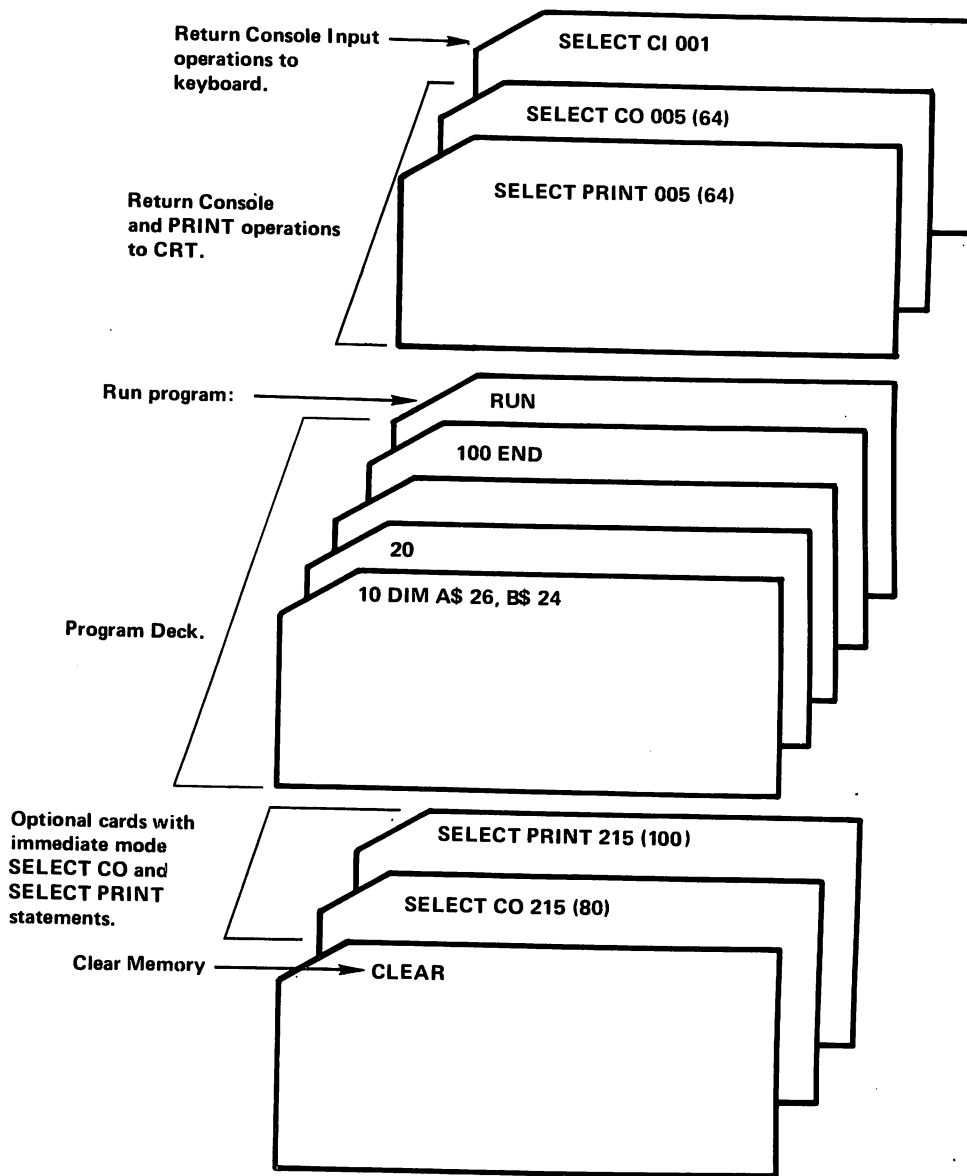 Return Console Input
operations to
keyboard.
SELECT CI 001
SELECT CO 005 (64)
SELECT PRINT 005 (64)
Return Console
and PRINT operations
to CRT.
Run program:
RUN
100 END
20
10 DIM A$ 26, B$ 24
Program Deck.
Optional cards with
immediate mode
SELECT CO and
SELECT PRINT
statements.
SELECT PRINT 215 (100)
SELECT CO 215 (80)
Clear Memory
CLEAR